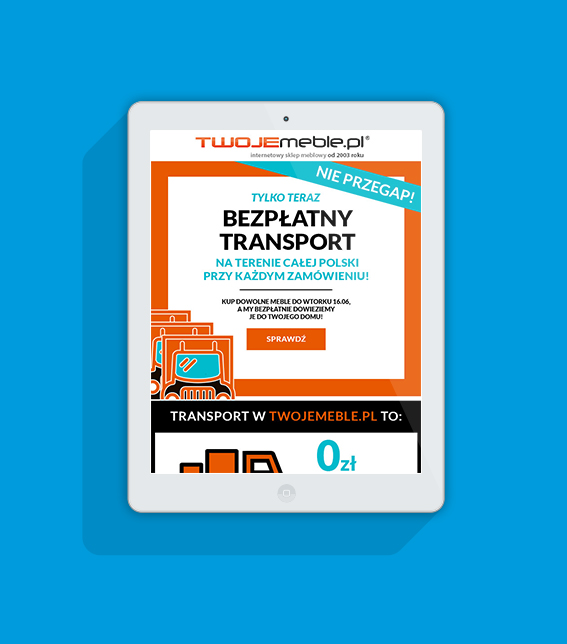 TWOJEmeble.pl®
internetowy sklep meblowy od 2003 roku
NIE PRZEGAP!
TYLKO TERAZ
BEZPŁATNY
TRANSPORT
NA TERENIE CAŁEJ POLSKI
PRZY KAŻDYM ZAMÓWIENIU!
KUP DOWOLNE MEBLE DO WTORKU 16.06,
A MY BEZPŁATNIE DOWIEZIEMY
JE DO TWOJEGO DOMU!
SPRAWDŹ
TRANSPORT W TWOJEMEBLE.PL TO:
0zł